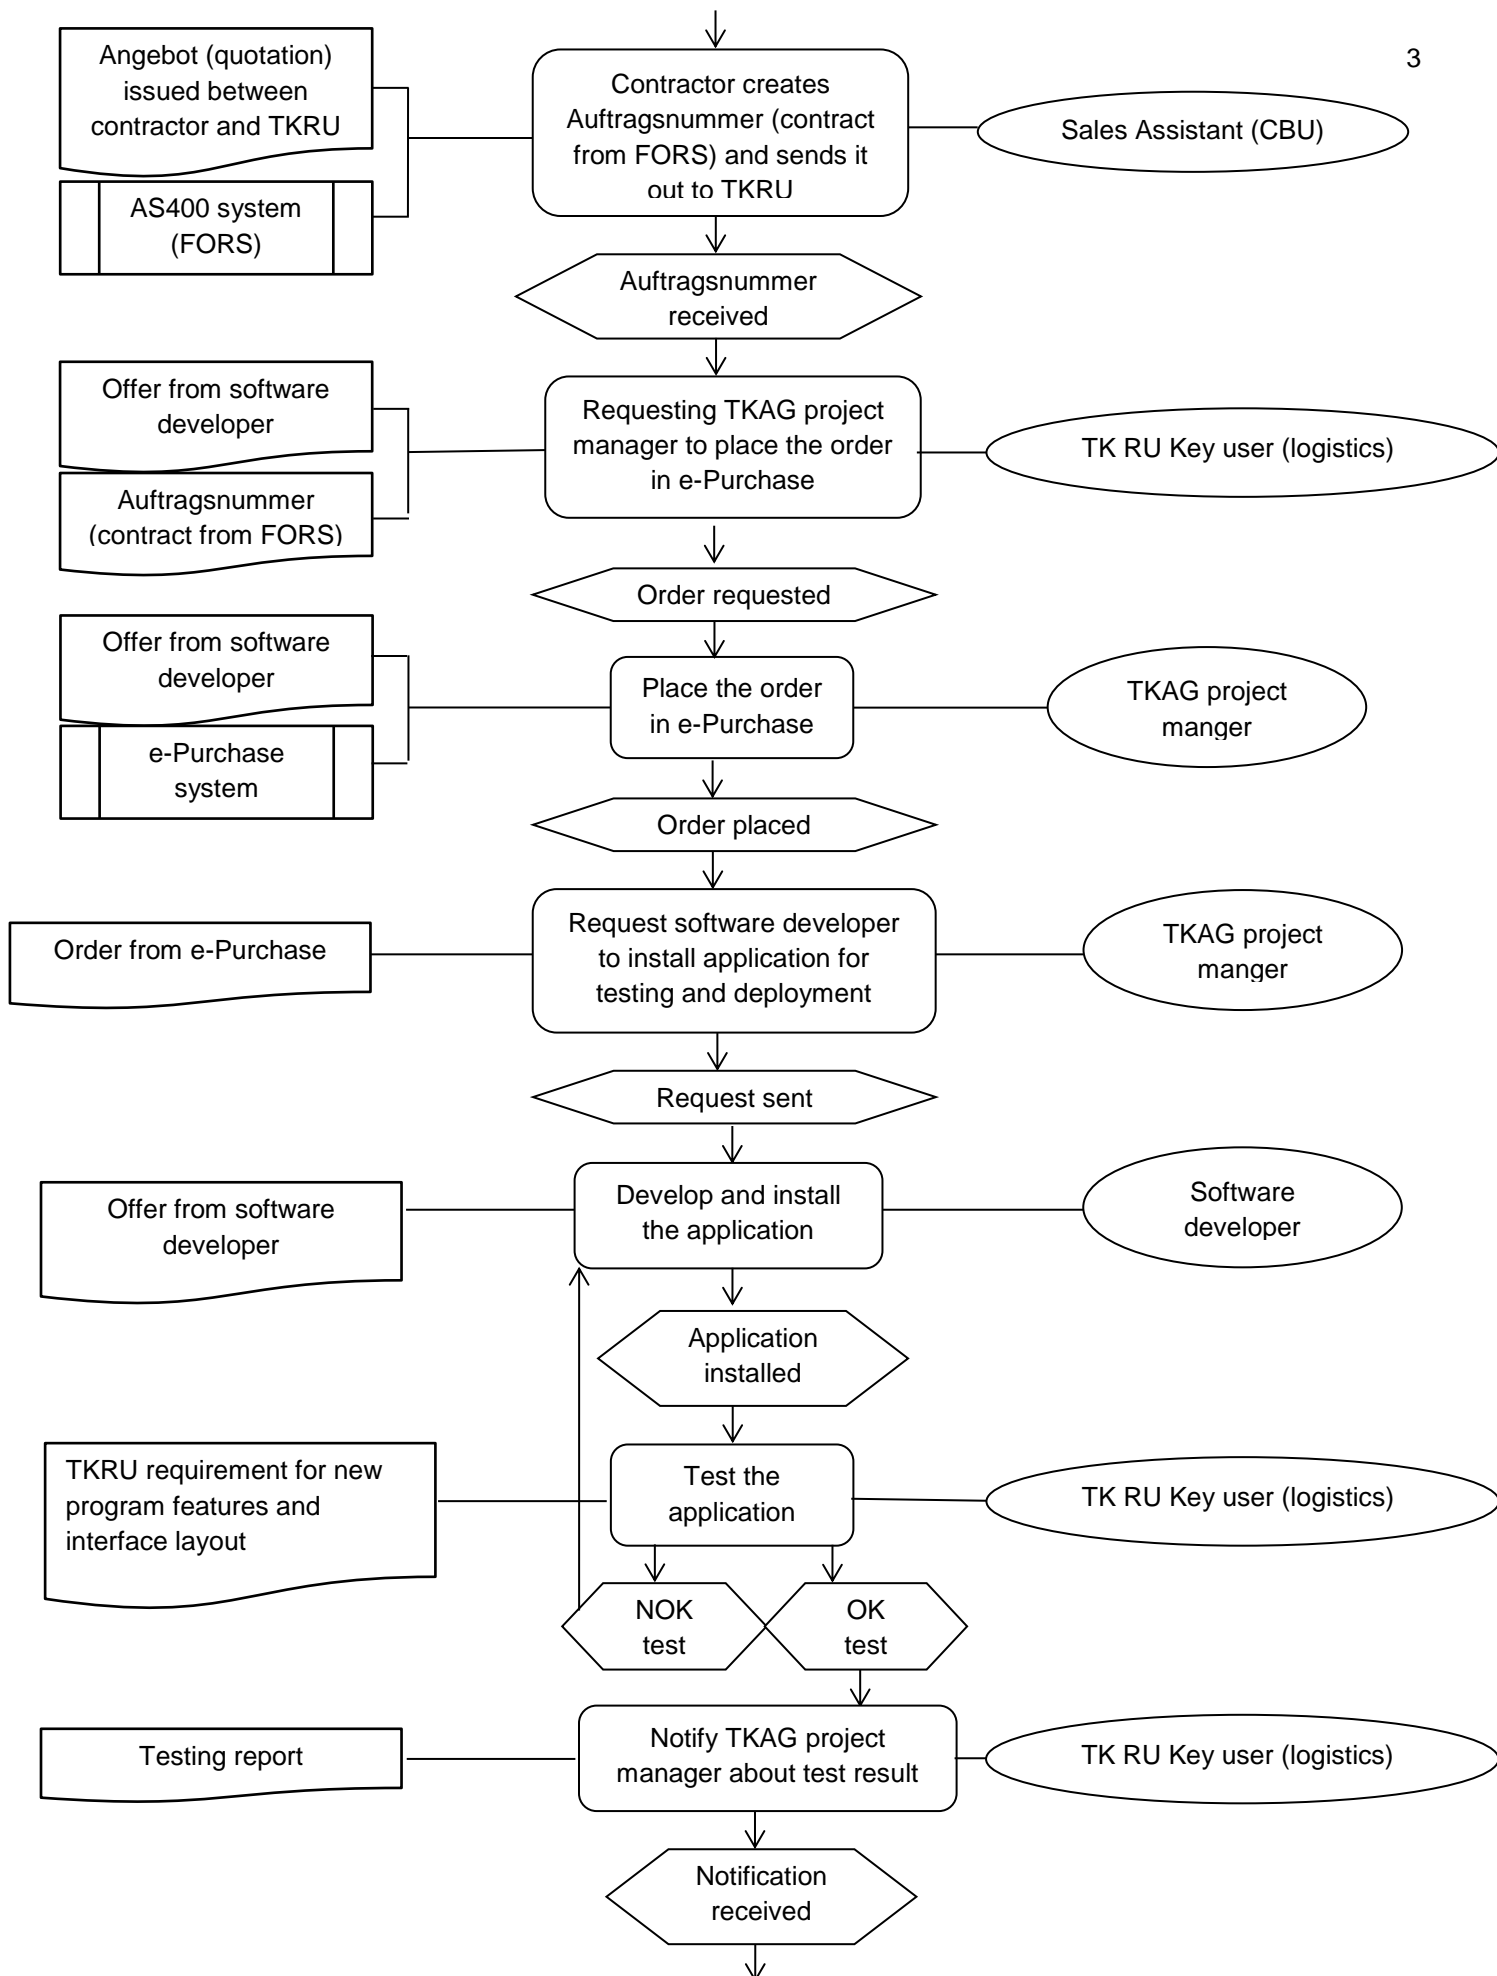 3
Angebot (quotation)
issued between
contractor and TKRU
AS400 system
(FORS)
Contractor creates
Auftragsnummer (contract
from FORS) and sends it
out to TKRU
Sales Assistant (CBU)
Auftragsnummer
received
Offer from software
developer
Auftragsnummer
(contract from FORS)
Requesting TKAG project
manager to place the order
in e-Purchase
TK RU Key user (logistics)
Order requested
Offer from software
developer
e-Purchase
system
Place the order
in e-Purchase
TKAG project
manger
Order placed
Order from e-Purchase
Request software developer
to install application for
testing and deployment
TKAG project
manger
Request sent
Offer from software
developer
Develop and install
the application
Software
developer
Application
installed
TKRU requirement for new
program features and
interface layout
Test the
application
TK RU Key user (logistics)
NOK
test
OK
test
Testing report
Notify TKAG project
manager about test result
TK RU Key user (logistics)
Notification
received